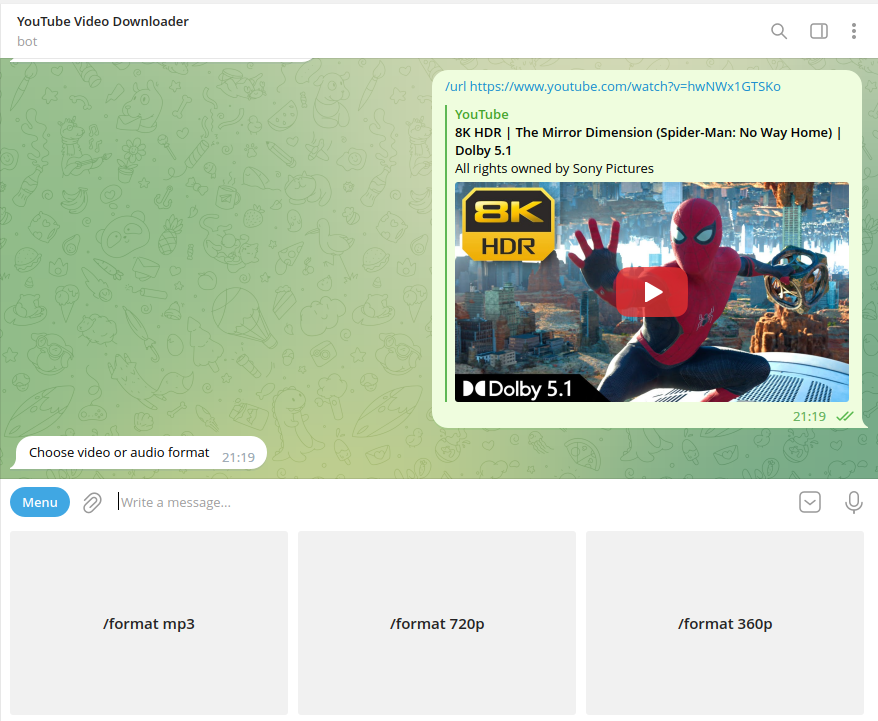 YouTube Video Downloader
bot
/url https://www.youtube.com/watch?v=hwNWx1GTSKo
YouTube
8K HDR | The Mirror Dimension (Spider-Man: No Way Home) |
Dolby 5.1
All rights owned by Sony Pictures
8K
HDR
Dolby 5.1
21:19
Choose video or audio format
21:19
Menu
Write a message...
/format mp3
/format 720p
/format 360p